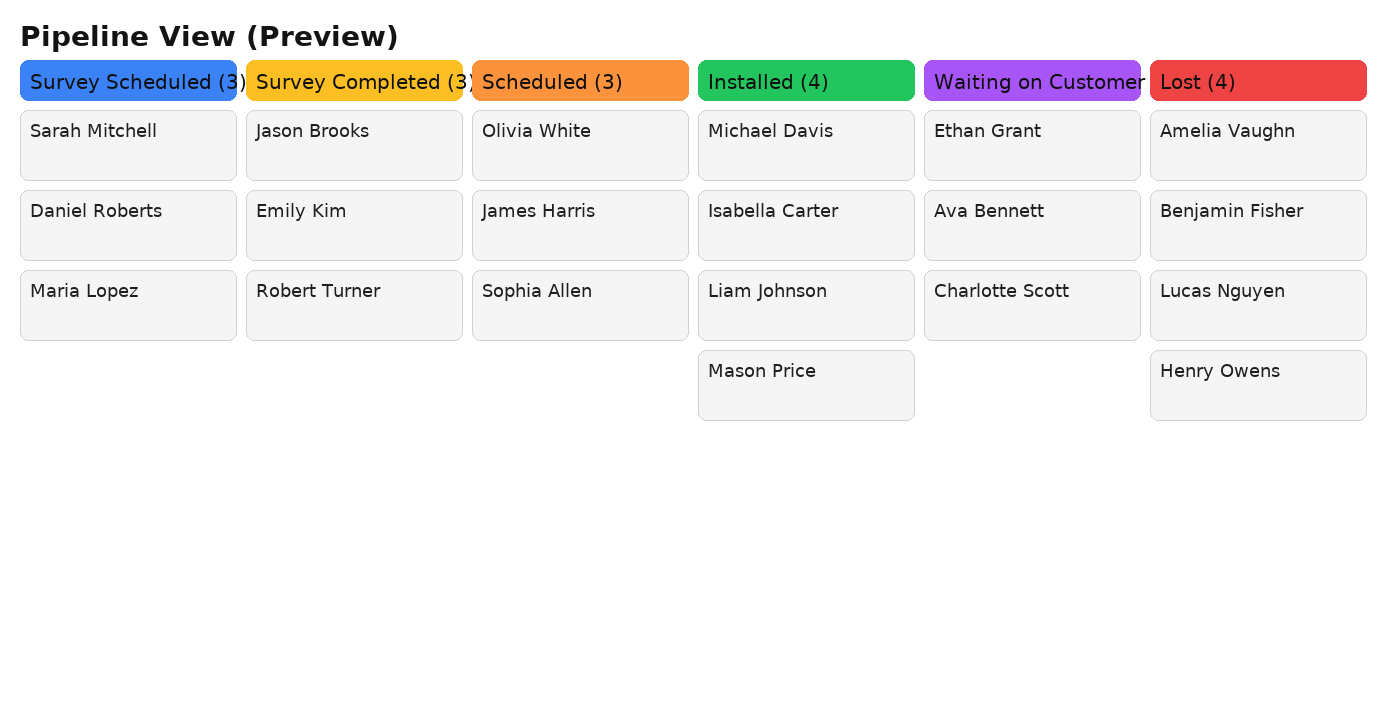 Pipeline View (Preview)
Survey Scheduled (3)
Sarah Mitchell
Daniel Roberts
Maria Lopez
Survey Completed (3)
Jason Brooks
Emily Kim
Robert Turner
Scheduled (3)
Olivia White
James Harris
Sophia Allen
Installed (4)
Michael Davis
Isabella Carter
Liam Johnson
Mason Price
Waiting on Customer
Ethan Grant
Ava Bennett
Charlotte Scott
Lost (4)
Amelia Vaughn
Benjamin Fisher
Lucas Nguyen
Henry Owens